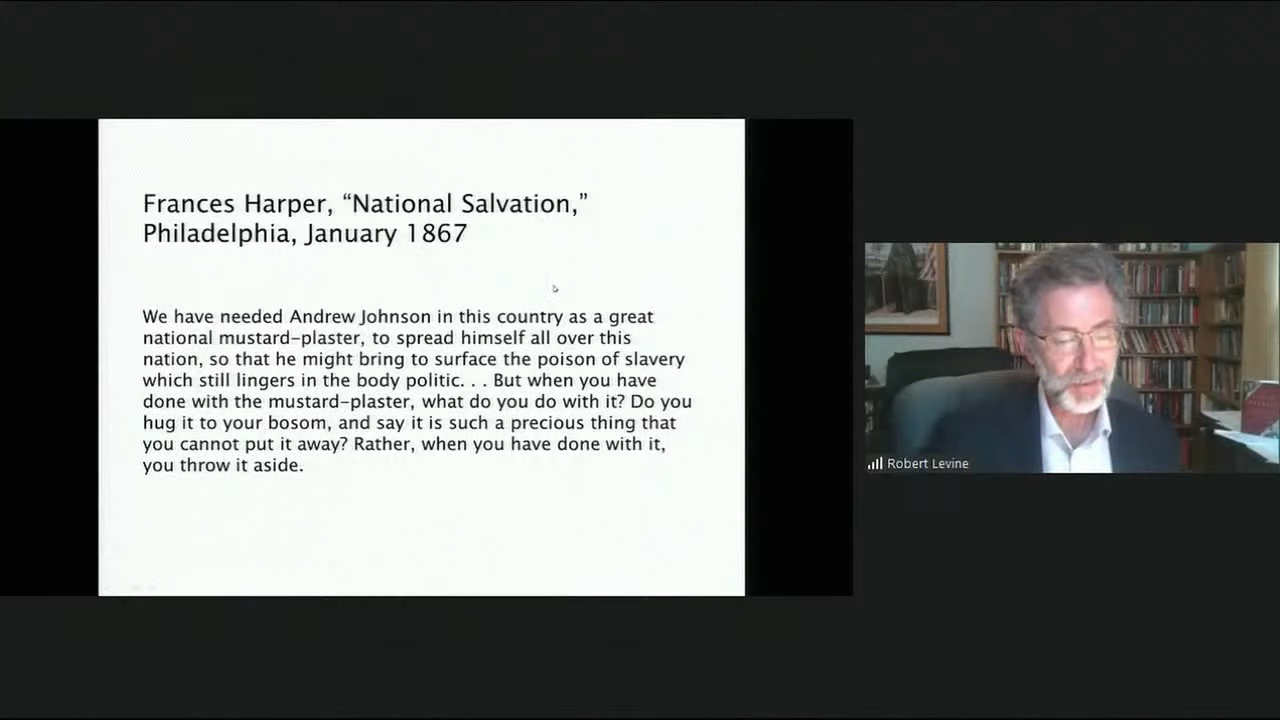 Frances Harper, “National Salvation,”
Philadelphia, January 1867
We have needed Andrew Johnson in this country as a great
national mustard-plaster, to spread himself all over this
nation, so that he might bring to surface the poison of slavery
which still lingers in the body politic. . . But when you have
done with the mustard-plaster, what do you do with it? Do you
hug it to your bosom, and say it is such a precious thing that
you cannot put it away? Rather, when you have done with it,
you throw it aside.
Robert Levine